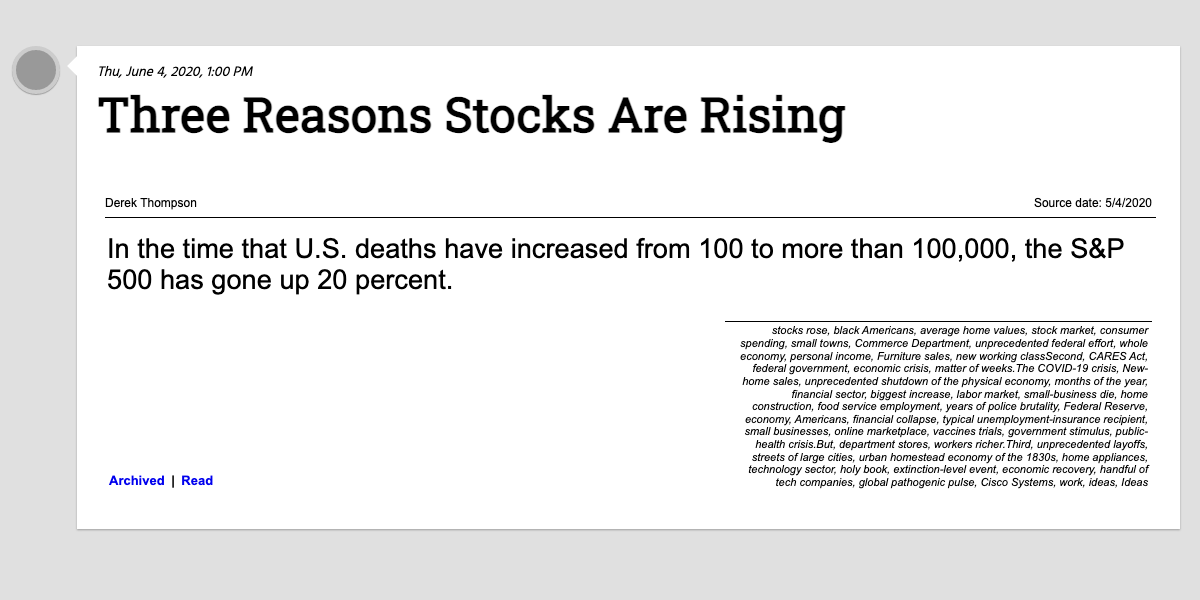 Thu, June 4, 2020, 1:00 PM
Three Reasons Stocks Are Rising
Derek Thompson
Source date: 5/4/2020
In the time that U.S. deaths have increased from 100 to more than 100,000, the S&P
500 has gone up 20 percent.
stocks rose, black Americans, average home values, stock market, consumer
spending, small towns, Commerce Department, unprecedented federal effort, whole
economy, personal income, Furniture sales, new working classSecond, CARES Act,
federal government, economic crisis, matter of weeks.The COVID-19 crisis, New-
home sales, unprecedented shutdown of the physical economy, months of the year,
financial sector, biggest increase, labor market, small-business die, home
construction, food service employment, years of police brutality, Federal Reserve,
economy, Americans, financial collapse, typical unemployment-insurance recipient,
small businesses, online marketplace, vaccines trials, government stimulus, public-
health crisis.But, department stores, workers richer.Third, unprecedented layoffs,
streets of large cities, urban homestead economy of the 1830s, home appliances,
technology sector, holy book, extinction-level event, economic recovery, handful of
tech companies, global pathogenic pulse, Cisco Systems, work, ideas, Ideas
Archived | Read